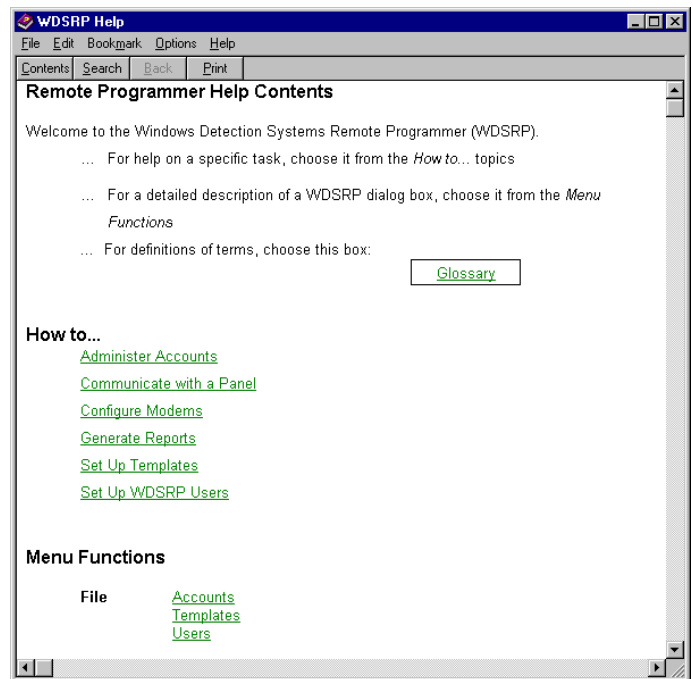 WDSRP Help
File Edit Bookmark Options Help
Contents Search Back Print
Remote Programmer Help Contents
Welcome to the Windows Detection Systems Remote Programmer (WDSRP).
... For help on a specific task, choose it from the How to... topics
... For a detailed description of a WDSRP dialog box, choose it from the Menu
Functions
... For definitions of terms, choose this box:
Glossary
How to...
Administer Accounts
Communicate with a Panel
Configure Modems
Generate Reports
Set Up Templates
Set Up WDSRP Users
Menu Functions
File Accounts
Templates
Users